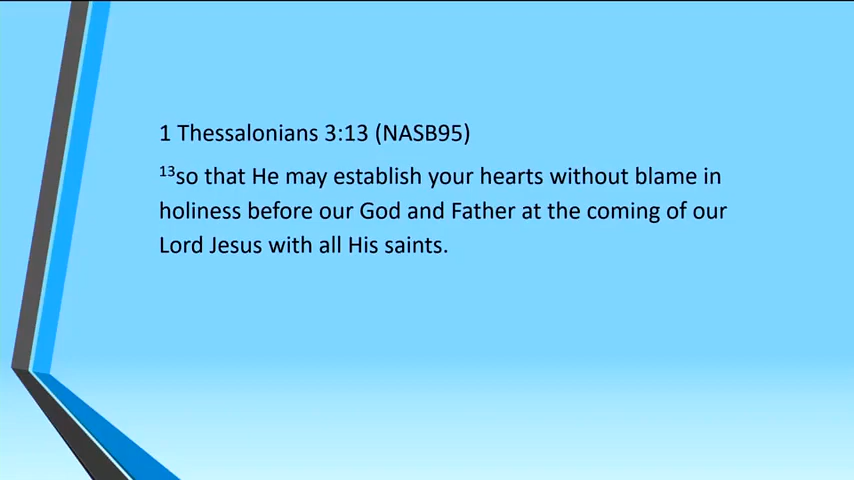 1 Thessalonians 3:13 (NASB95)
¹³so that He may establish your hearts without blame in
holiness before our God and Father at the coming of our
Lord Jesus with all His saints.